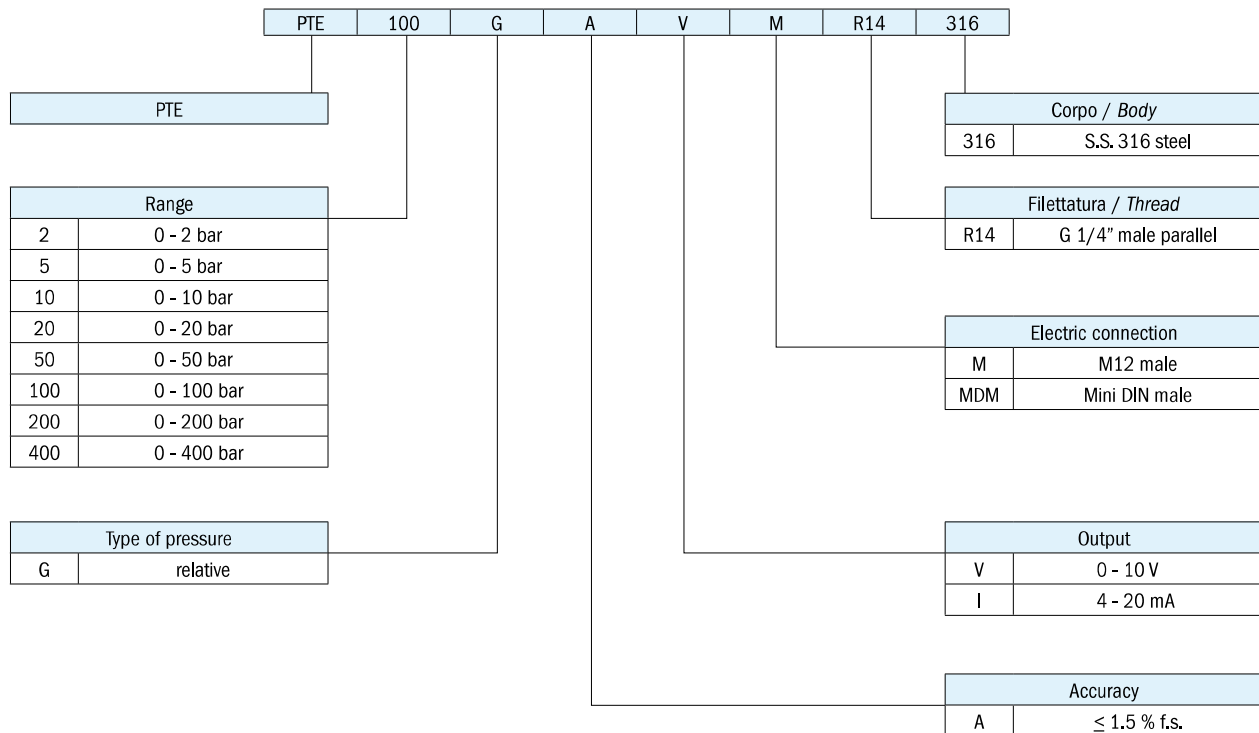 PTE 100 G A V M R14 316
PTE
Range
2 0 - 2 bar
5 0 - 5 bar
10 0 - 10 bar
20 0 - 20 bar
50 0 - 50 bar
100 0 - 100 bar
200 0 - 200 bar
400 0 - 400 bar
Type of pressure
G relative
Corpo / Body
316 S.S. 316 steel
Filettatura / Thread
R14 G 1/4” male parallel
Electric connection
M M12 male
MDM Mini DIN male
Output
V 0 - 10 V
I 4 - 20 mA
Accuracy
A ≤ 1.5 % f.s.